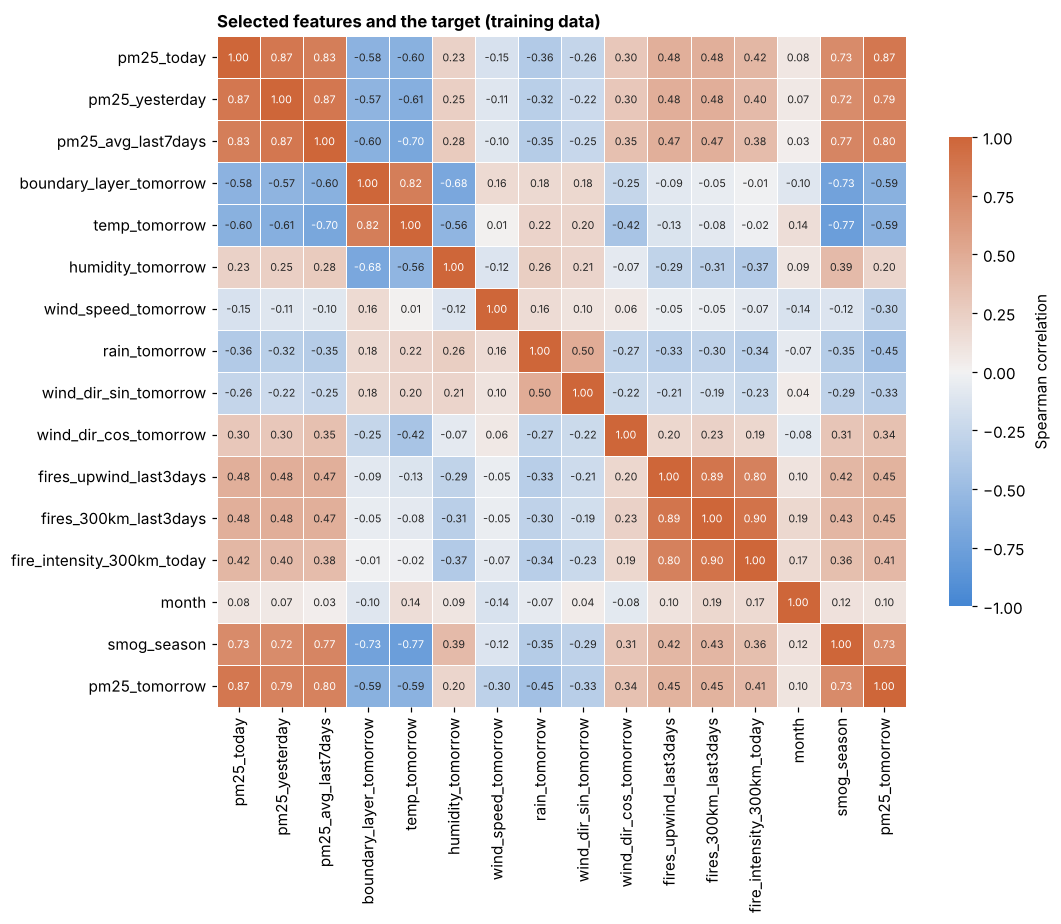 Selected features and the target (training data)
pm25_today 1.00 0.87 0.83 -0.58 -0.60 0.23 -0.15 -0.36 -0.26 0.30 0.48 0.48 0.42 0.08 0.73 0.87
pm25_yesterday 0.87 1.00 0.87 -0.57 -0.61 0.25 -0.11 -0.32 -0.22 0.30 0.48 0.48 0.40 0.07 0.72 0.79
pm25_avg_last7days 0.83 0.87 1.00 -0.60 -0.70 0.28 -0.10 -0.35 -0.25 0.35 0.47 0.47 0.38 0.03 0.77 0.80
boundary_layer_tomorrow -0.58 -0.57 -0.60 1.00 0.82 -0.68 0.16 0.18 0.18 -0.25 -0.09 -0.05 -0.01 -0.10 -0.73 -0.59
temp_tomorrow -0.60 -0.61 -0.70 0.82 1.00 -0.56 0.01 0.22 0.20 -0.42 -0.13 -0.08 -0.02 0.14 -0.77 -0.59
humidity_tomorrow 0.23 0.25 0.28 -0.68 -0.56 1.00 -0.12 0.26 0.21 -0.07 -0.29 -0.31 -0.37 0.09 0.39 0.20
wind_speed_tomorrow -0.15 -0.11 -0.10 0.16 0.01 -0.12 1.00 0.16 0.10 0.06 -0.05 -0.05 -0.07 -0.14 -0.12 -0.30
rain_tomorrow -0.36 -0.32 -0.35 0.18 0.22 0.26 0.16 1.00 0.50 -0.27 -0.33 -0.30 -0.34 -0.07 -0.35 -0.45
wind_dir_sin_tomorrow -0.26 -0.22 -0.25 0.18 0.20 0.21 0.10 0.50 1.00 -0.22 -0.21 -0.19 -0.23 0.04 -0.29 -0.33
wind_dir_cos_tomorrow 0.30 0.30 0.35 -0.25 -0.42 -0.07 0.06 -0.27 -0.22 1.00 0.20 0.23 0.19 -0.08 0.31 0.34
fires_upwind_last3days 0.48 0.48 0.47 -0.09 -0.13 -0.29 -0.05 -0.33 -0.21 0.20 1.00 0.89 0.80 0.10 0.42 0.45
fires_300km_last3days 0.48 0.48 0.47 -0.05 -0.08 -0.31 -0.05 -0.30 -0.19 0.23 0.89 1.00 0.90 0.19 0.43 0.45
fire_intensity_300km_today 0.42 0.40 0.38 -0.01 -0.02 -0.37 -0.07 -0.34 -0.23 0.19 0.80 0.90 1.00 0.17 0.36 0.41
month 0.08 0.07 0.03 -0.10 0.14 0.09 -0.14 -0.07 0.04 -0.08 0.10 0.19 0.17 1.00 0.12 0.10
smog_season 0.73 0.72 0.77 -0.73 -0.77 0.39 -0.12 -0.35 -0.29 0.31 0.42 0.43 0.36 0.12 1.00 0.73
pm25_tomorrow 0.87 0.79 0.80 -0.59 -0.59 0.20 -0.30 -0.45 -0.33 0.34 0.45 0.45 0.41 0.10 0.73 1.00
pm25_today
pm25_yesterday
pm25_avg_last7days
boundary_layer_tomorrow
temp_tomorrow
humidity_tomorrow
wind_speed_tomorrow
rain_tomorrow
wind_dir_sin_tomorrow
wind_dir_cos_tomorrow
fires_upwind_last3days
fires_300km_last3days
fire_intensity_300km_today
month
smog_season
pm25_tomorrow
1.00
0.75
0.50
0.25
0.00
−0.25
−0.50
−0.75
−1.00
Spearman correlation